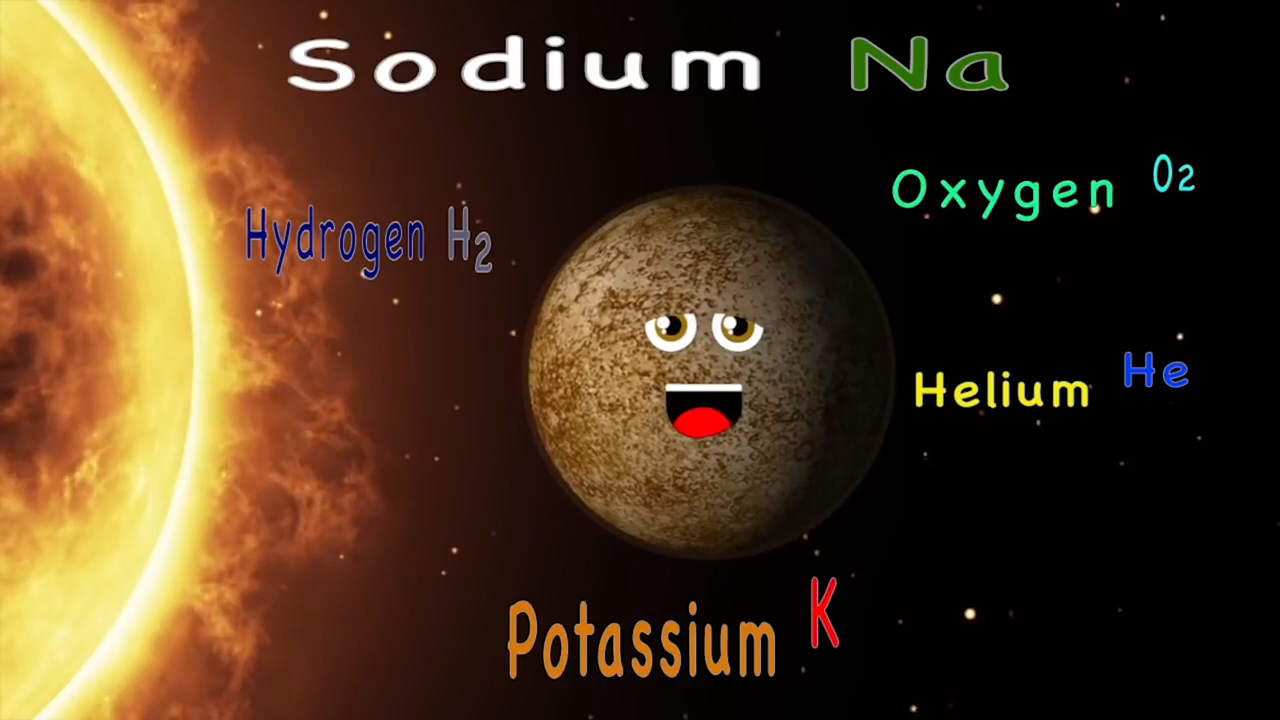 Sodium Na
Oxygen O2
Hydrogen H2
Helium He
Potassium K